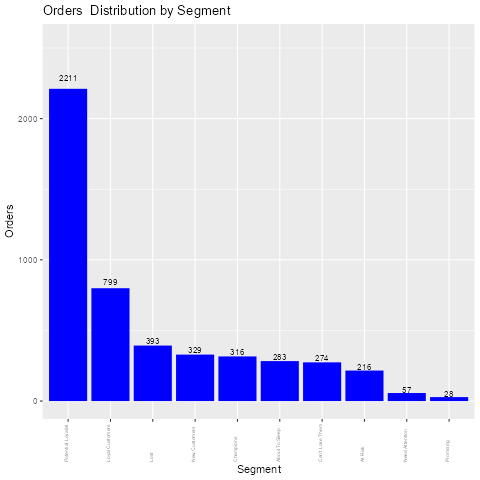 Orders  Distribution by Segment
2211
799
393
329
316
283
274
216
57
28
2000
1000
0
Orders
Potential Loyalist
Loyal Customers
Lost
New Customers
Champions
About To Sleep
Can't Lose Them
At Risk
Need Attention
Promising
Segment